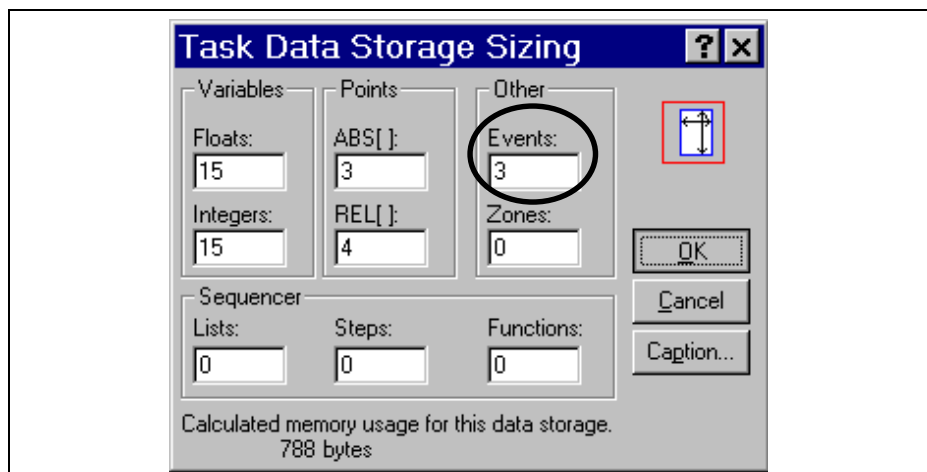 Task Data Storage Sizing ? ×
Variables Points Other
Floats: ABS[ ]: Events:
15 3 3
Integers: REL[ ]: Zones:
15 4 0
OK
Sequencer
Cancel
Lists: Steps: Functions:
0 0 0
Caption...
Calculated memory usage for this data storage.
788 bytes